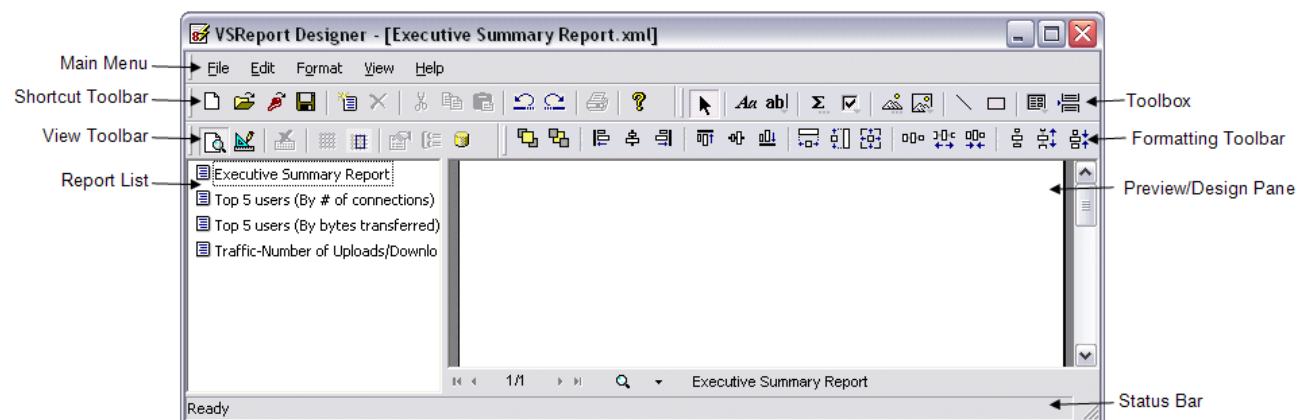 VSReport Designer - [Executive Summary Report.xml]
Main Menu
File Edit Format View Help
Shortcut Toolbar
Aa ab|
Σ
Toolbox
View Toolbar
Formatting Toolbar
Report List
Executive Summary Report
Top 5 users (By # of connections)
Top 5 users (By bytes transferred)
Traffic-Number of Uploads/Downlo
Preview/Design Pane
1/1
Executive Summary Report
Ready
Status Bar